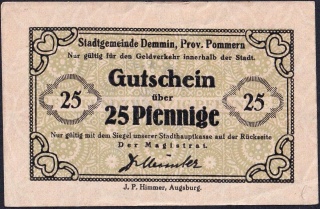 Stadtgemeinde Demmin, Prov. Pommern
Nur gültig für den Geldverkehr innerhalb der Stadt.
Gutschein
über
25 25 Pfennige 25
Nur gültig mit dem Siegel unserer Stadthauptkasse auf der Rückseite
Der Magistrat.
J. P. Himmer, Augsburg.